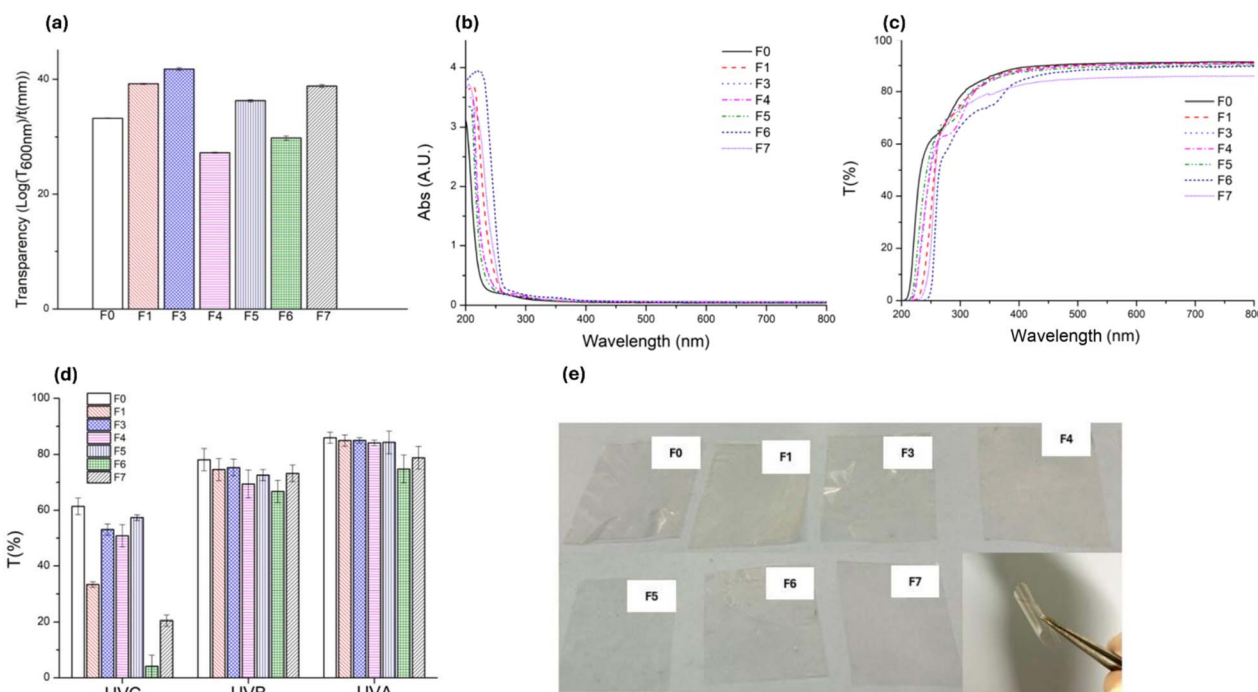 (a)
Transparency (Log(T600nm)/t(mm))
40
20
0
F0 F1 F3 F4 F5 F6 F7
(b)
Abs (A.U.)
4
3
2
1
0
F0
F1
F3
F4
F5
F6
F7
200 300 400 500 600 700 800
Wavelength (nm)
(c)
T(%)
100
80
60
40
20
0
F0
F1
F3
F4
F5
F6
F7
200 300 400 500 600 700 800
Wavelength (nm)
(d)
T(%)
100
80
60
40
20
0
F0
F1
F3
F4
F5
F6
F7
UVC UVB UVA
(e)
F0 F1 F3 F4
F5 F6 F7